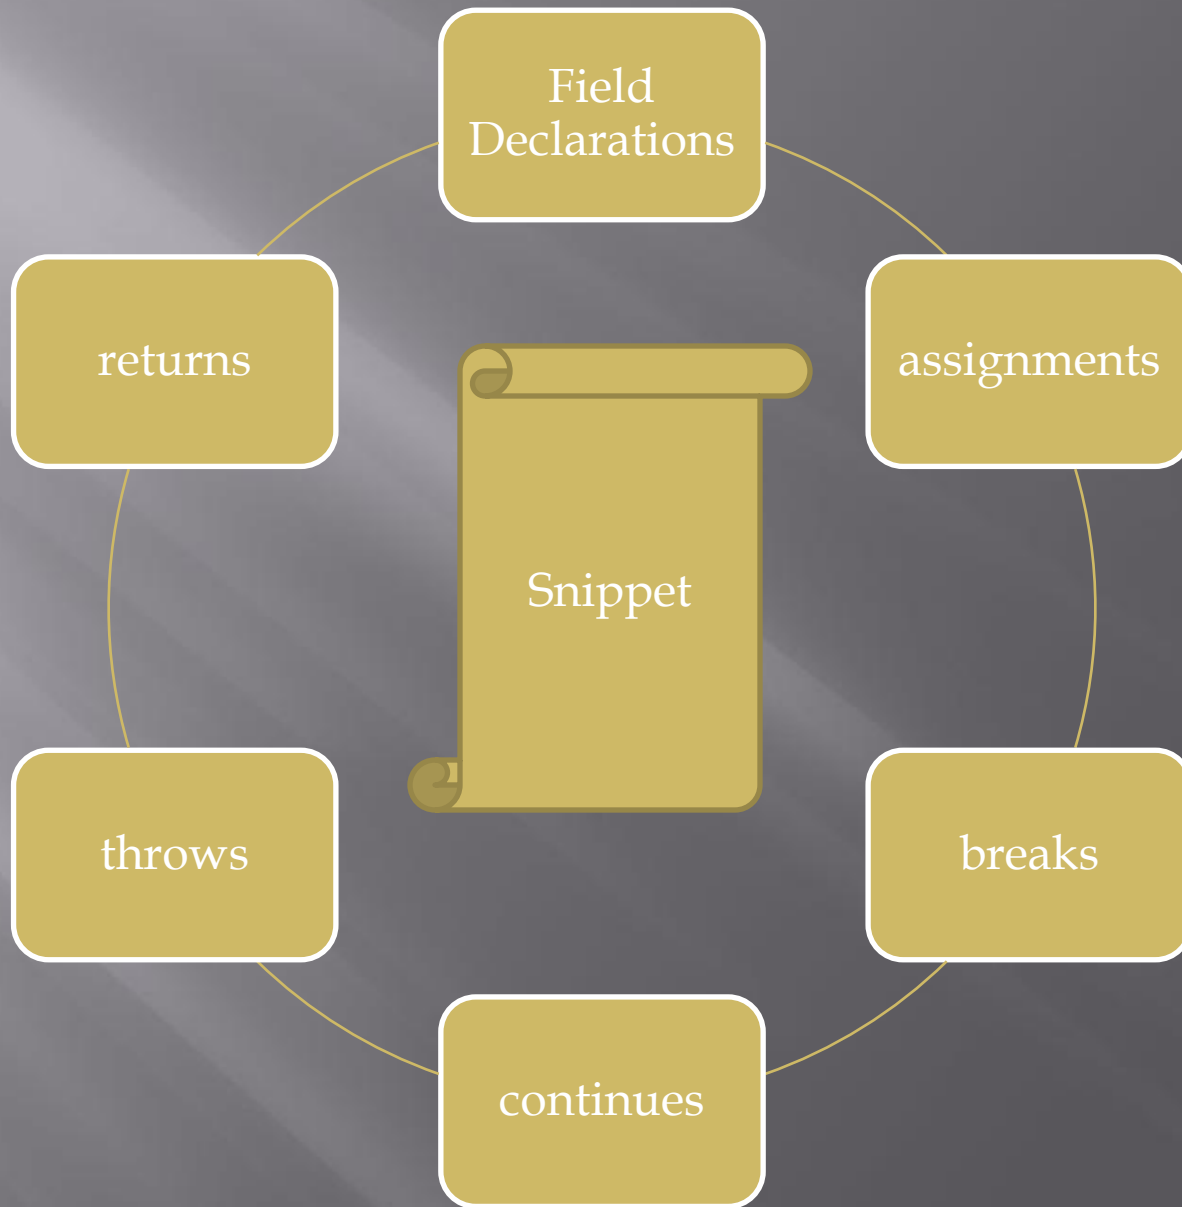 Field
Declarations
returns
assignments
Snippet
throws
breaks
continues